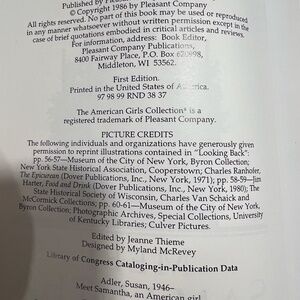 Published by Pleasant
© Copyright 1986 by Pleasant Company
All rights reserved. No part of this book may be used or reproduced
in any manner whatsoever without written permission except in the
case of brief quotations embodied in critical articles and reviews.
For information, address: Book Editor,
Pleasant Company Publications,
8400 Fairway Place, P.O. Box 620998,
Middleton, WI 53562.
First Edition.
Printed in the United States of America.
97 98 99 RND 38 37
The American Girls Collection® is a
registered trademark of Pleasant Company.
PICTURE CREDITS
The following individuals and organizations have generously given
permission to reprint illustrations contained in "Looking Back":
pp. 56-57—Museum of the City of New York, Byron Collection;
New York State Historical Association, Cooperstown; Charles Ranhofer,
The Epicurean (Dover Publications, Inc., New York, 1971); pp. 58-59—Jim
Harter, Food and Drink (Dover Publications, Inc., New York, 1980); The
State Historical Society of Wisconsin, Charles Van Schaick and
McCormick Collections; pp. 60-61—Museum of the City of New York,
Byron Collection; Photographic Archives, Special Collections, University
of Kentucky Libraries; Culver Pictures.
Edited by Jeanne Thieme
Designed by Myland McRevey
Library of Congress Cataloging-in-Publication Data
Adler, Susan, 1946–
Meet Samantha, an American girl